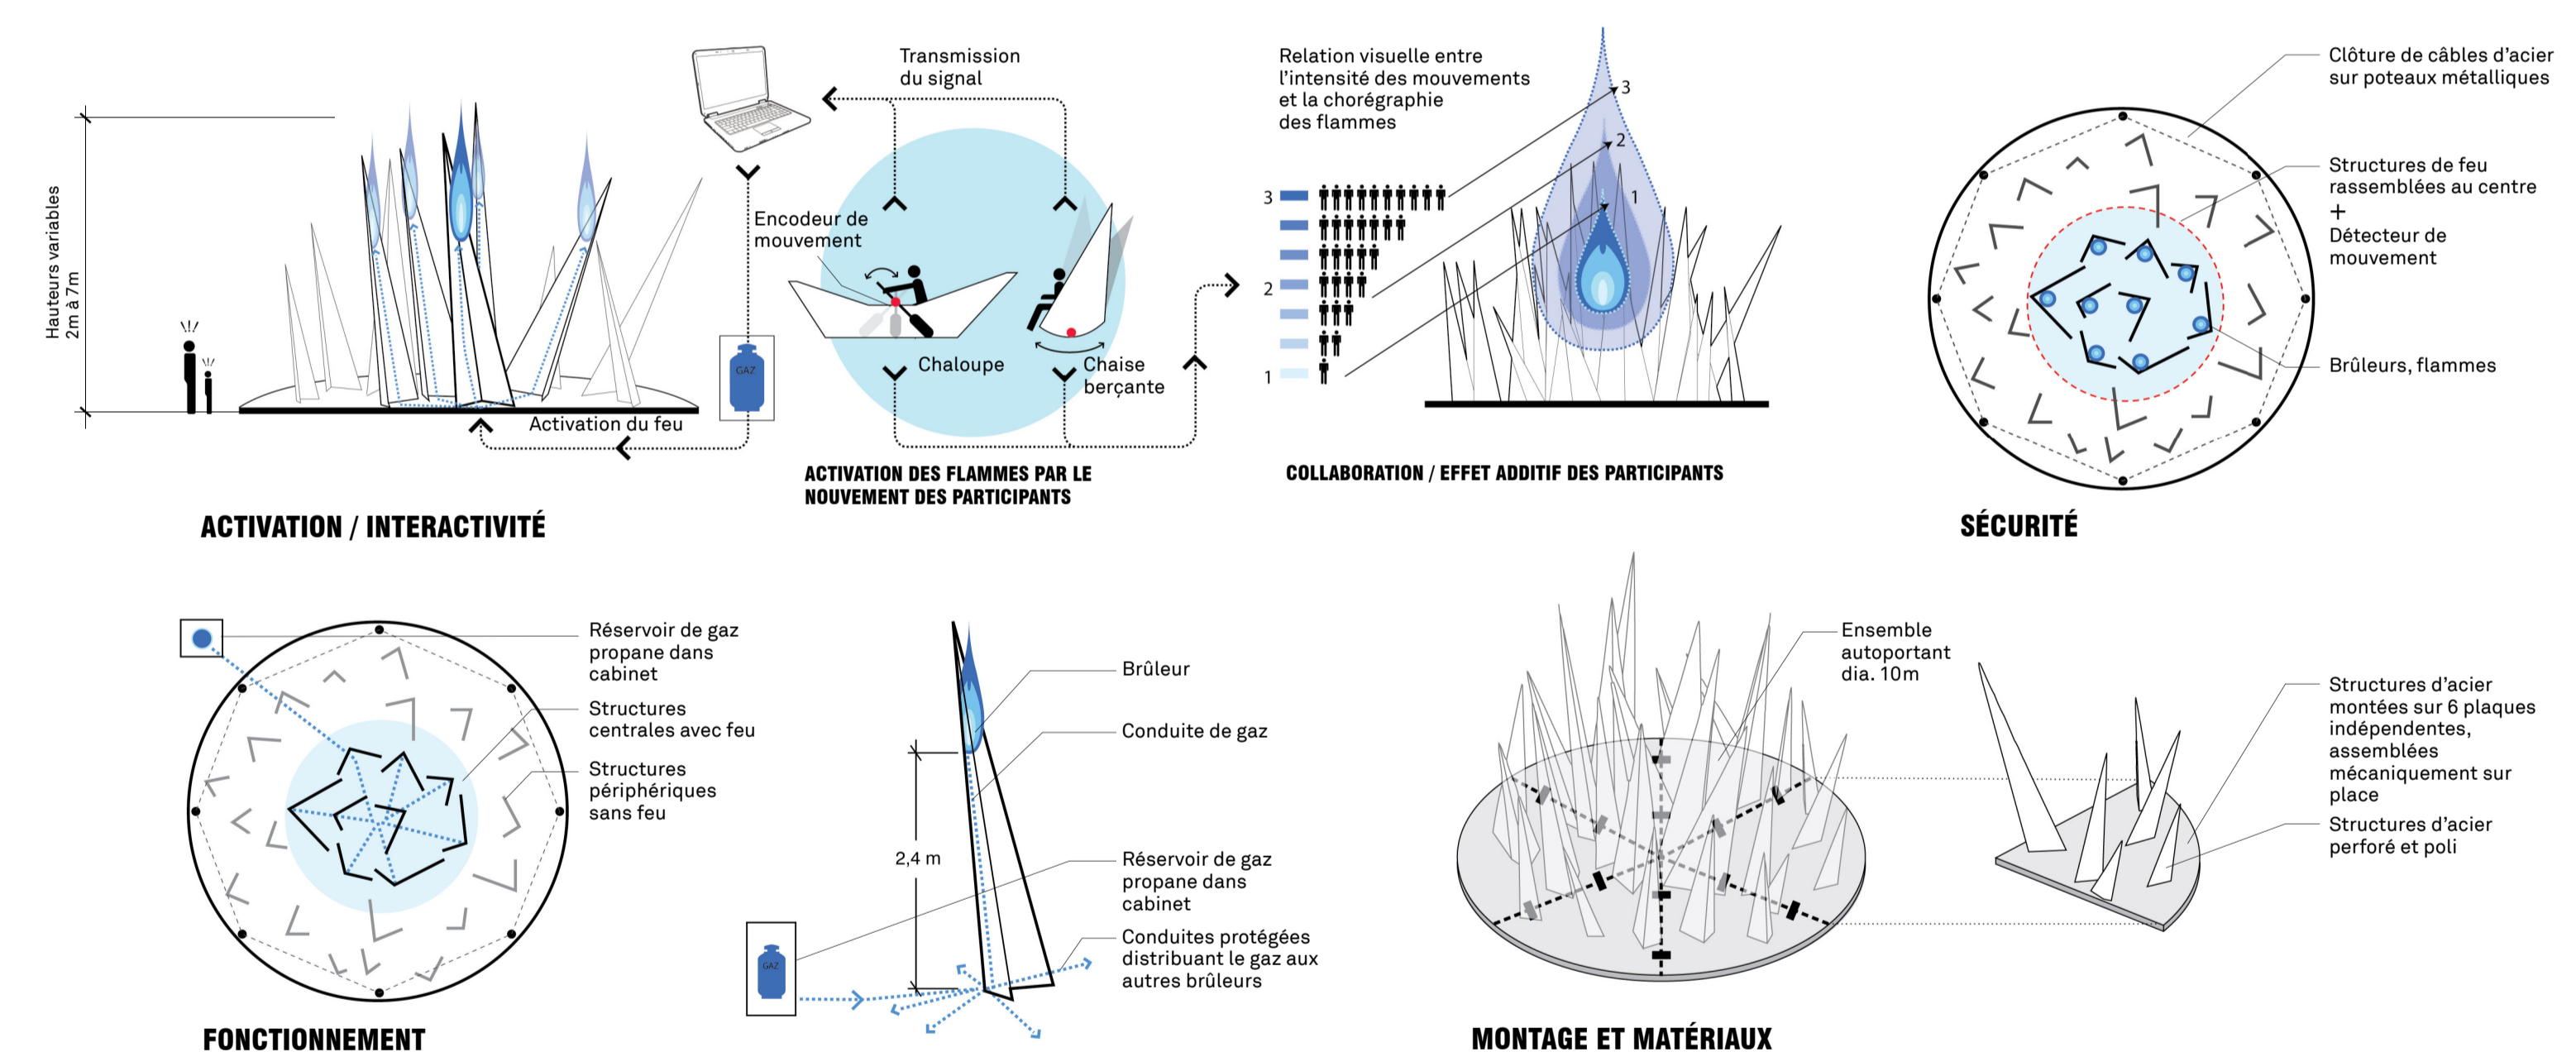 Hauteurs variables
2m à 7m
Activation du feu
GAZ
ACTIVATION / INTERACTIVITÉ
Transmission
du signal
Encodeur de
mouvement
Chaloupe
Chaise
berçante
ACTIVATION DES FLAMMES PAR LE
NOUVEMENT DES PARTICIPANTS
Relation visuelle entre
l'intensité des mouvements
et la chorégraphie
des flammes
3
2
1
3
2
1
COLLABORATION / EFFET ADDITIF DES PARTICIPANTS
Clôture de câbles d'acier
sur poteaux métalliques
Structures de feu
rassemblées au centre
+
Détecteur de
mouvement
Brûleurs, flammes
SÉCURITÉ
Réservoir de gaz
propane dans
cabinet
Structures
centrales avec feu
Structures
périphériques
sans feu
FONCTIONNEMENT
Brûleur
Conduite de gaz
2,4 m
Réservoir de gaz
propane dans
cabinet
GAZ
Conduites protégées
distribuant le gaz aux
autres brûleurs
Ensemble
autoportant
dia. 10m
Structures d'acier
montées sur 6 plaques
indépendentes,
assemblées
mécaniquement sur
place
Structures d'acier
perforé et poli
MONTAGE ET MATÉRIAUX